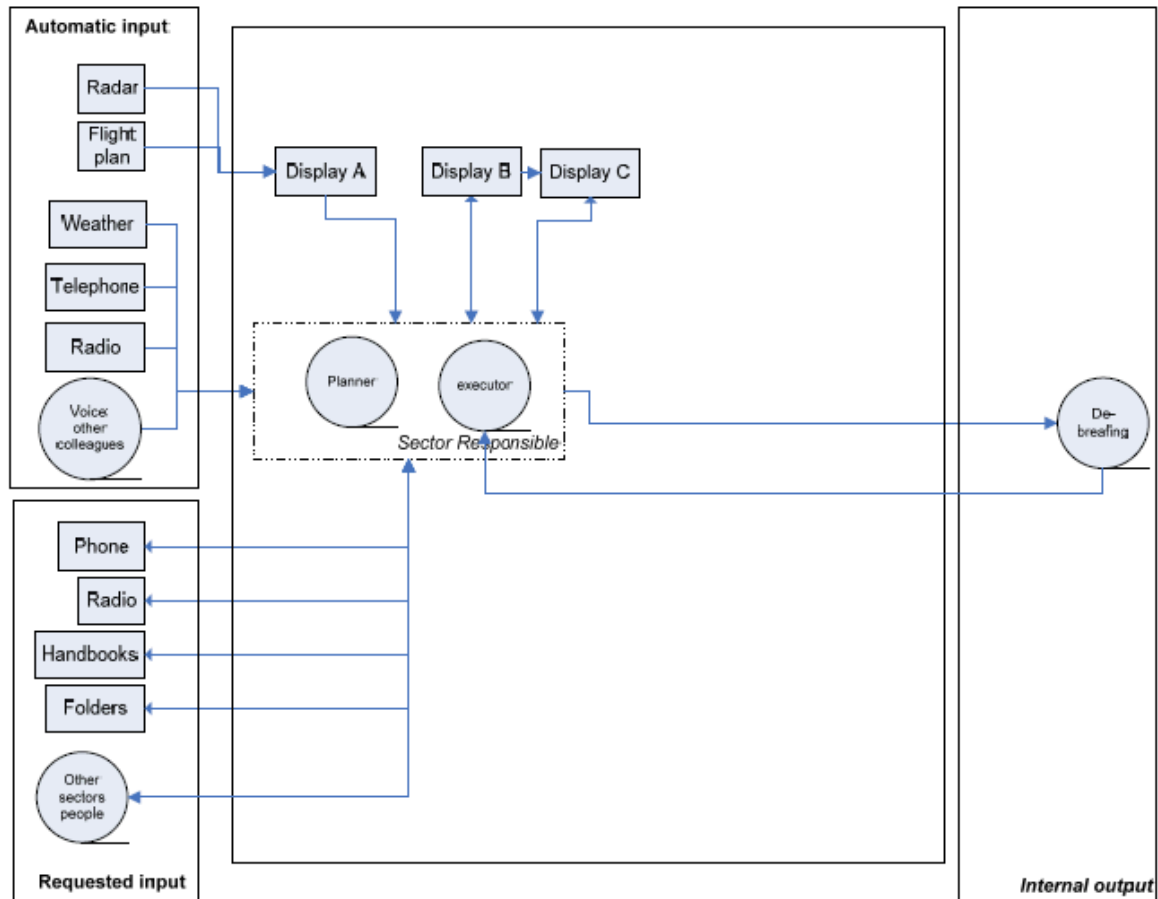 Automatic input
Radar
Flight
plan
Weather
Telephone
Radio
Voice:
other
colleagues
Display A
Display B
Display C
Planner
executor
Sector Responsible
De-
breafing
Phone
Radio
Handbooks
Folders
Other
sectors
people
Requested input
Internal output